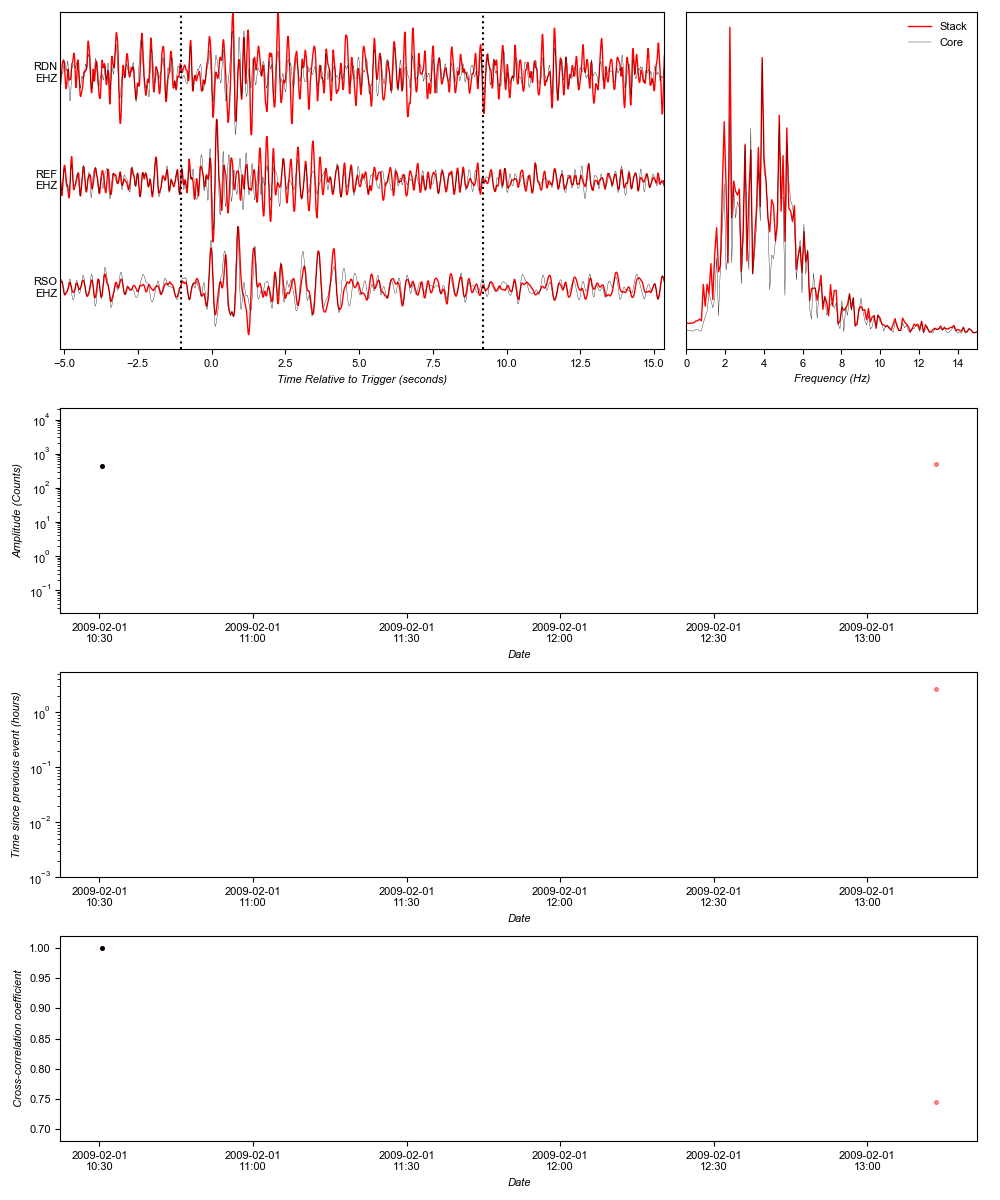 RDN
EHZ
REF
EHZ
RSO
EHZ
−5.0 −2.5 0.0 2.5 5.0 7.5 10.0 12.5 15.0
Time Relative to Trigger (seconds)
Stack
Core
0 2 4 6 8 10 12 14
Frequency (Hz)
Amplitude (Counts)
10⁴
10³
10²
10¹
10⁰
10⁻¹
2009-02-01 2009-02-01 2009-02-01 2009-02-01 2009-02-01 2009-02-01
10:30 11:00 11:30 12:00 12:30 13:00
Date
Time since previous event (hours)
10⁰
10⁻¹
10⁻²
10⁻³
2009-02-01 2009-02-01 2009-02-01 2009-02-01 2009-02-01 2009-02-01
10:30 11:00 11:30 12:00 12:30 13:00
Date
Cross-correlation coefficient
1.00
0.95
0.90
0.85
0.80
0.75
0.70
2009-02-01 2009-02-01 2009-02-01 2009-02-01 2009-02-01 2009-02-01
10:30 11:00 11:30 12:00 12:30 13:00
Date